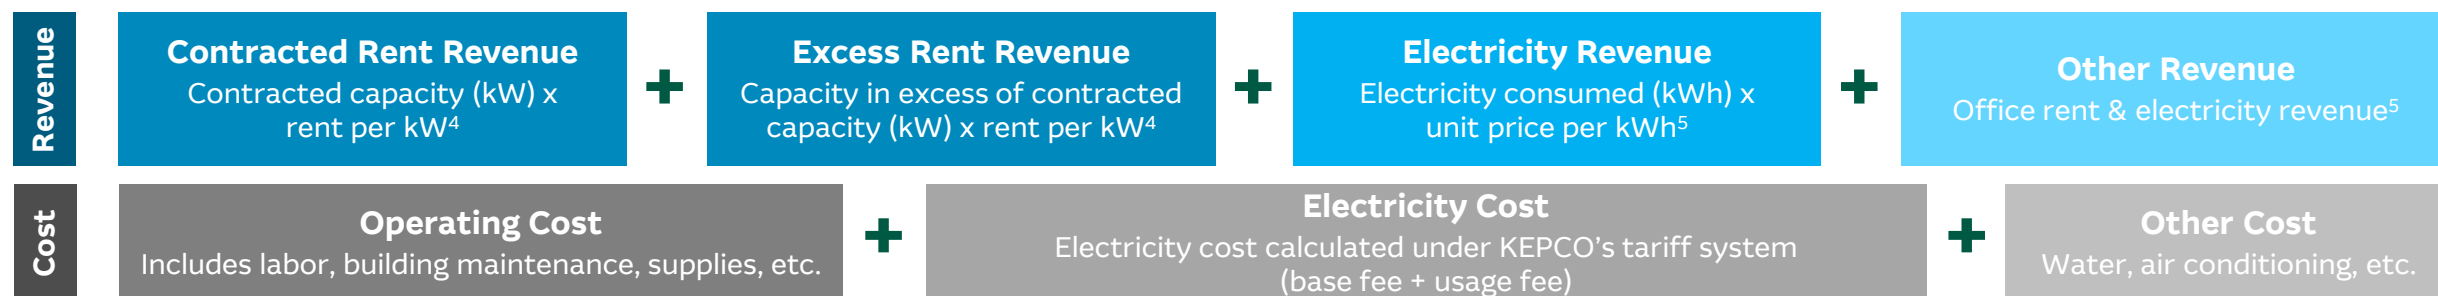 Revenue
Contracted Rent Revenue
Contracted capacity (kW) x
rent per kW⁴
+
Excess Rent Revenue
Capacity in excess of contracted
capacity (kW) x rent per kW⁴
+
Electricity Revenue
Electricity consumed (kWh) x
unit price per kWh⁵
+
Other Revenue
Office rent & electricity revenue⁵
Cost
Operating Cost
Includes labor, building maintenance, supplies, etc.
+
Electricity Cost
Electricity cost calculated under KEPCO’s tariff system
(base fee + usage fee)
+
Other Cost
Water, air conditioning, etc.